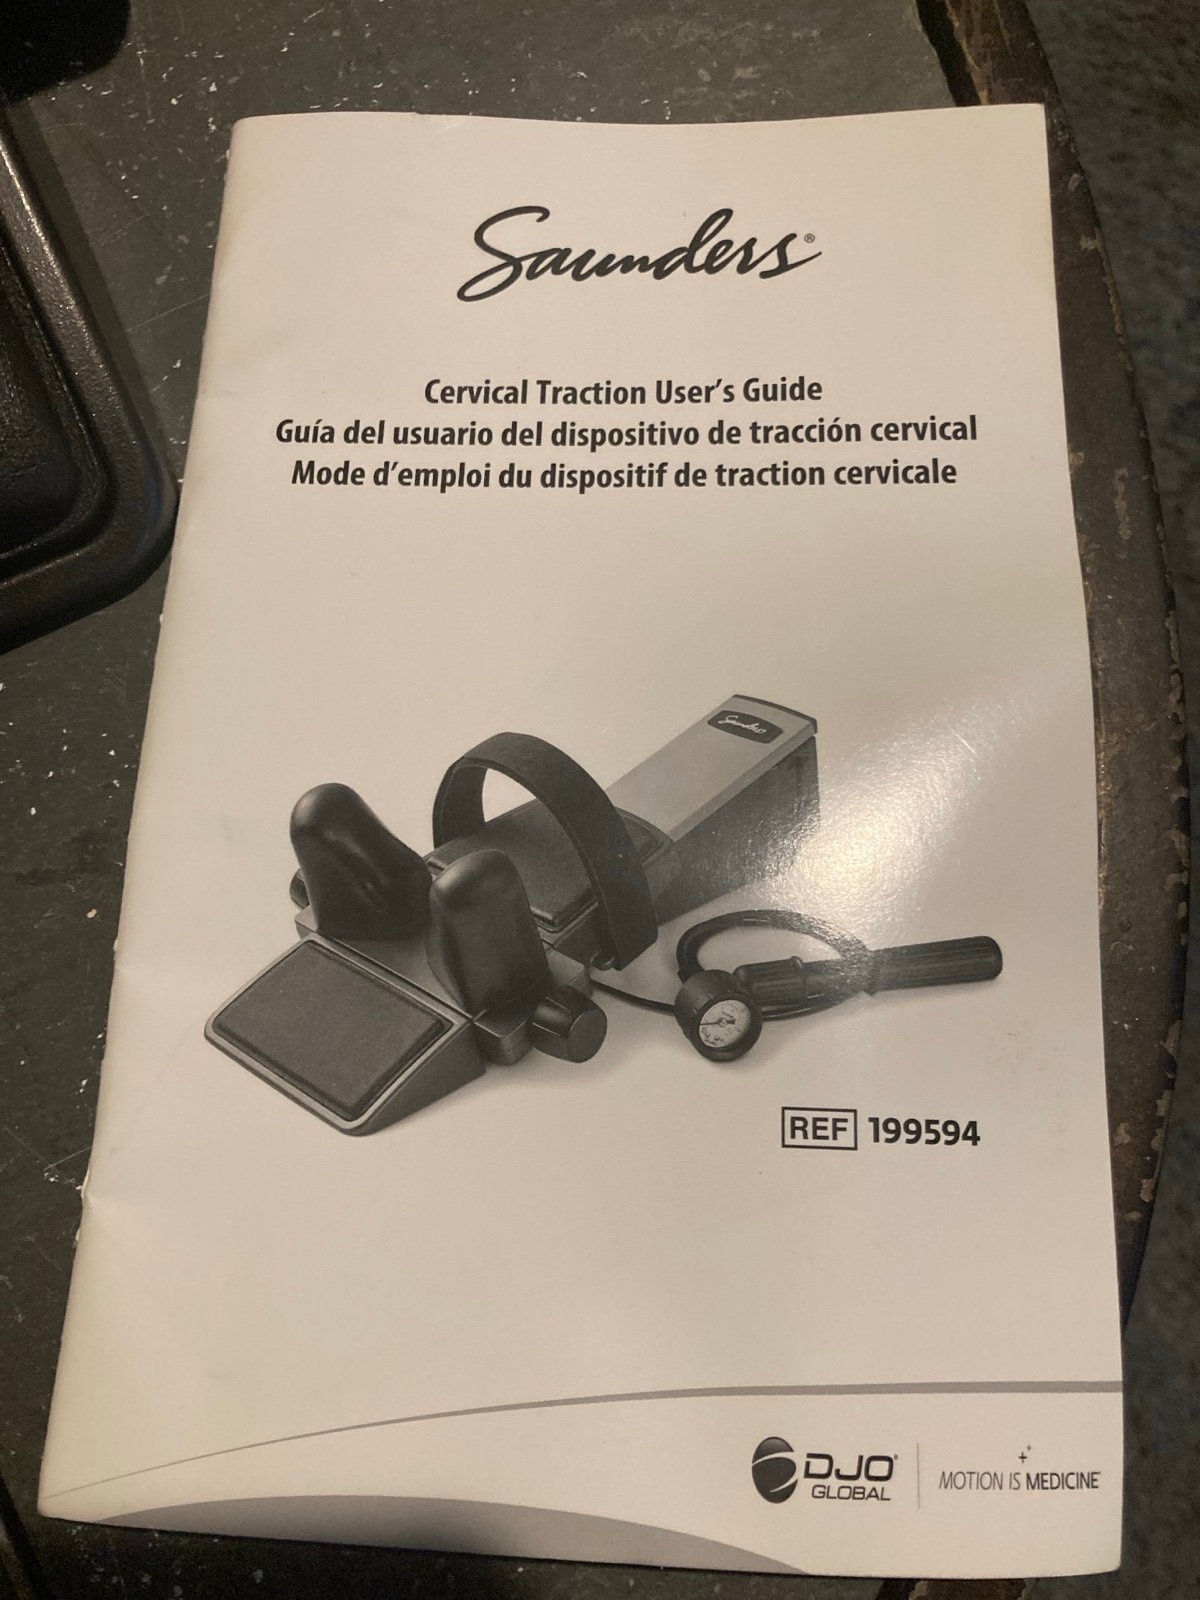 Saunders®
Cervical Traction User's Guide
Guía del usuario del dispositivo de tracción cervical
Mode d'emploi du dispositif de traction cervicale
Saunders
REF 199594
DJO®
GLOBAL
MOTION IS MEDICINE